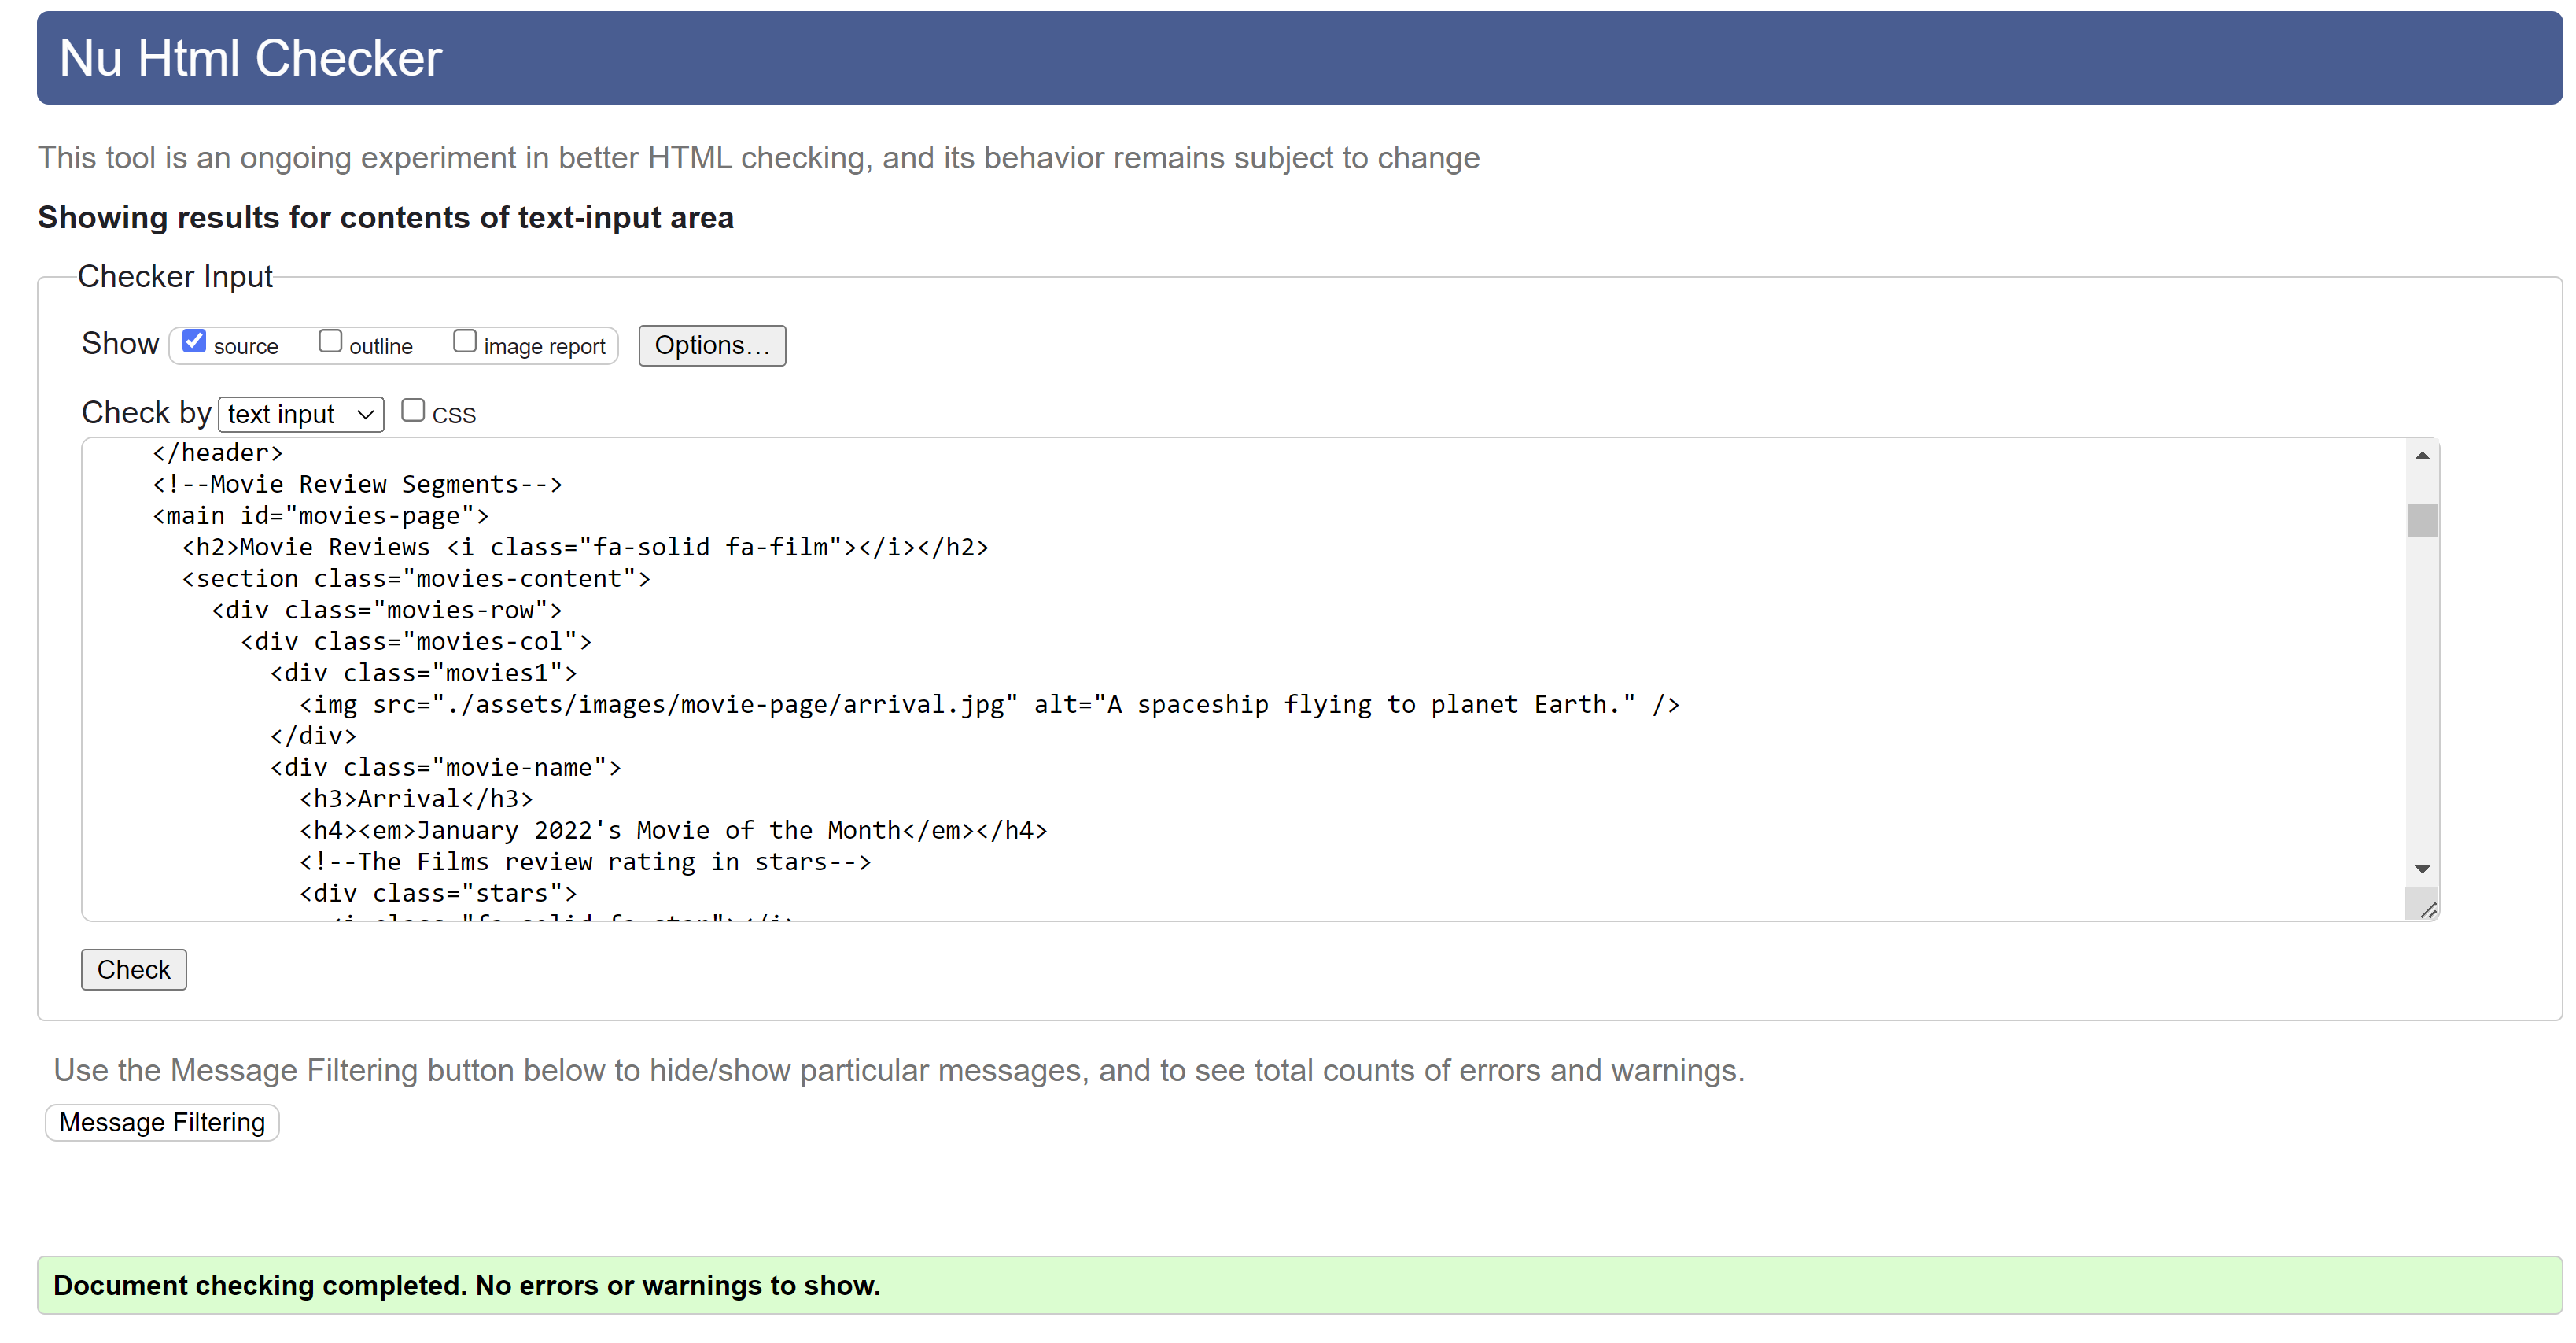 Nu Html Checker
This tool is an ongoing experiment in better HTML checking, and its behavior remains subject to change
Showing results for contents of text-input area
Checker Input
Show source outline image report Options…
Check by text input CSS
</header>
<!--Movie Review Segments-->
<main id="movies-page">
<h2>Movie Reviews <i class="fa-solid fa-film"></i></h2>
<section class="movies-content">
<div class="movies-row">
<div class="movies-col">
<div class="movies1">
<img src="./assets/images/movie-page/arrival.jpg" alt="A spaceship flying to planet Earth." />
</div>
<div class="movie-name">
<h3>Arrival</h3>
<h4><em>January 2022's Movie of the Month</em></h4>
<!--The Films review rating in stars-->
<div class="stars">
Check
Use the Message Filtering button below to hide/show particular messages, and to see total counts of errors and warnings.
Message Filtering
Document checking completed. No errors or warnings to show.